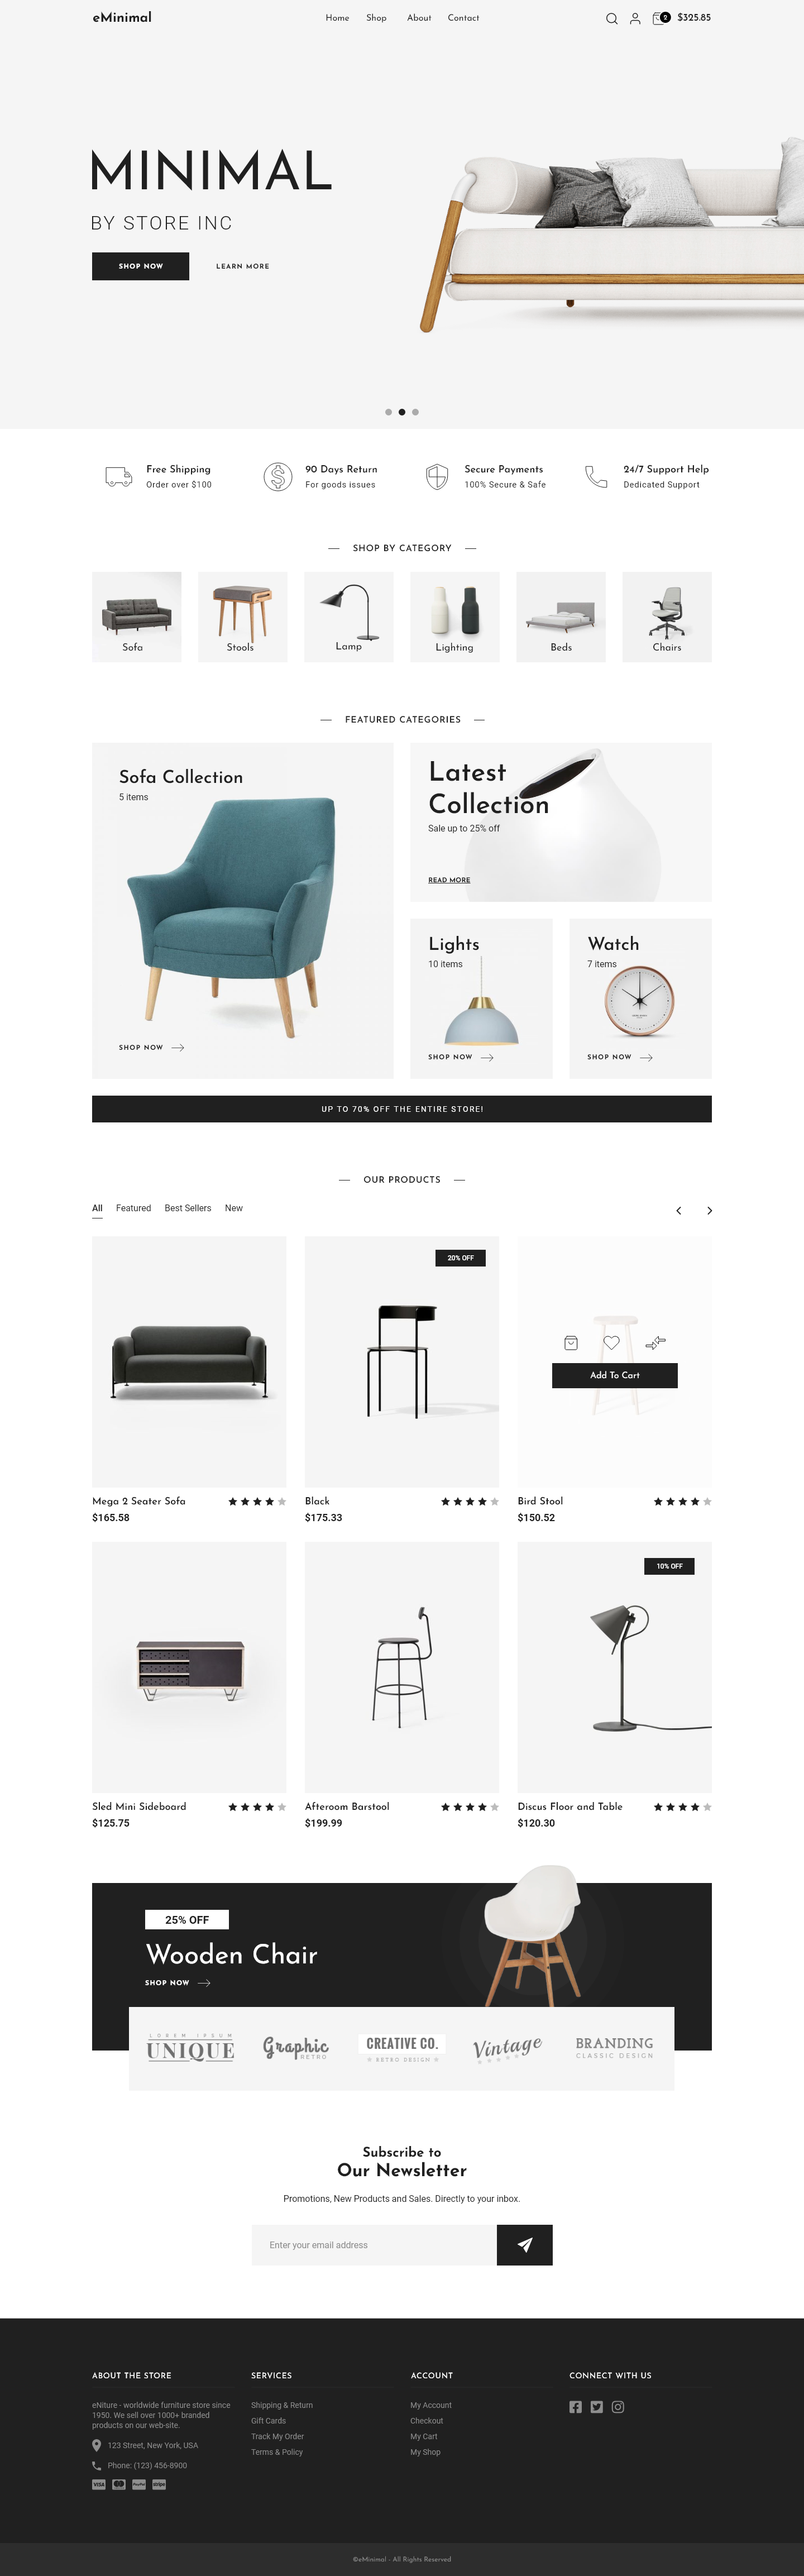 eMinimal
Home Shop About Contact
2 $325.85
MINIMAL
BY STORE INC
SHOP NOW
LEARN MORE
Free Shipping
Order over $100
90 Days Return
For goods issues
Secure Payments
100% Secure & Safe
24/7 Support Help
Dedicated Support
SHOP BY CATEGORY
Sofa
Stools
Lamp
Lighting
Beds
Chairs
FEATURED CATEGORIES
Sofa Collection
5 items
SHOP NOW
Latest
Collection
Sale up to 25% off
READ MORE
Lights
10 items
SHOP NOW
Watch
7 items
SHOP NOW
UP TO 70% OFF THE ENTIRE STORE!
OUR PRODUCTS
All Featured Best Sellers New
20% OFF
Add To Cart
Mega 2 Seater Sofa
$165.58
Black
$175.33
Bird Stool
$150.52
10% OFF
Sled Mini Sideboard
$125.75
Afteroom Barstool
$199.99
Discus Floor and Table
$120.30
25% OFF
Wooden Chair
SHOP NOW
LOREM IPSUM
UNIQUE
Graphic
RETRO
CREATIVE CO.
RETRO DESIGN
Vintage
BRANDING
CLASSIC DESIGN
Subscribe to
Our Newsletter
Promotions, New Products and Sales. Directly to your inbox.
Enter your email address
ABOUT THE STORE
eNiture - worldwide furniture store since
1950. We sell over 1000+ branded
products on our web-site.
123 Street, New York, USA
Phone: (123) 456-8900
VISA
PayPal
stripe
SERVICES
Shipping & Return
Gift Cards
Track My Order
Terms & Policy
ACCOUNT
My Account
Checkout
My Cart
My Shop
CONNECT WITH US
©eMinimal - All Rights Reserved